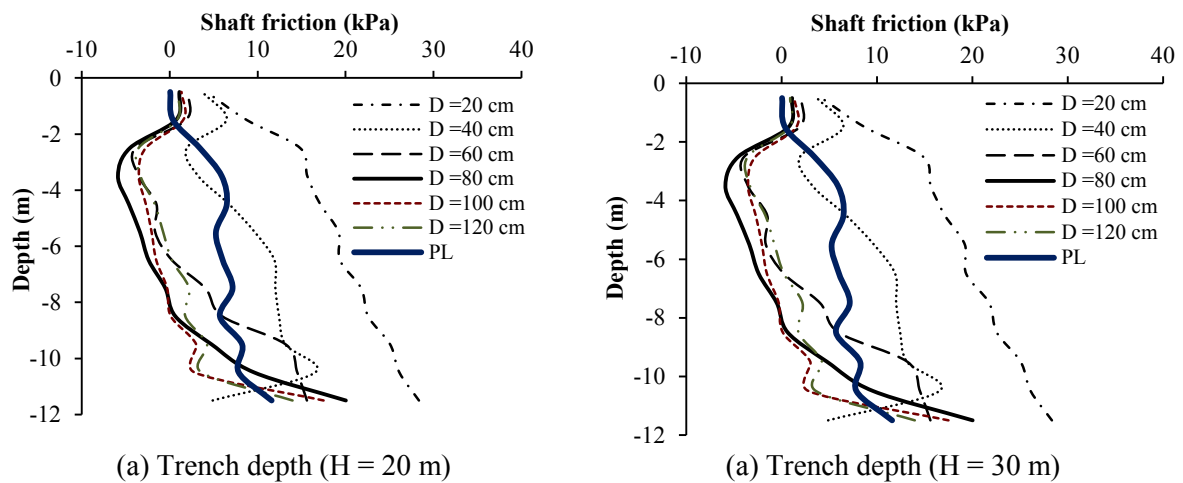 Shaft friction (kPa)
-10 0 10 20 30 40
0
-2
-4
-6
-8
-10
-12
Depth (m)
D =20 cm
D =40 cm
D =60 cm
D =80 cm
D =100 cm
D =120 cm
PL
(a) Trench depth (H = 20 m)
Shaft friction (kPa)
-10 0 10 20 30 40
0
-2
-4
-6
-8
-10
-12
Depth (m)
D =20 cm
D =40 cm
D =60 cm
D =80 cm
D =100 cm
D =120 cm
PL
(a) Trench depth (H = 30 m)